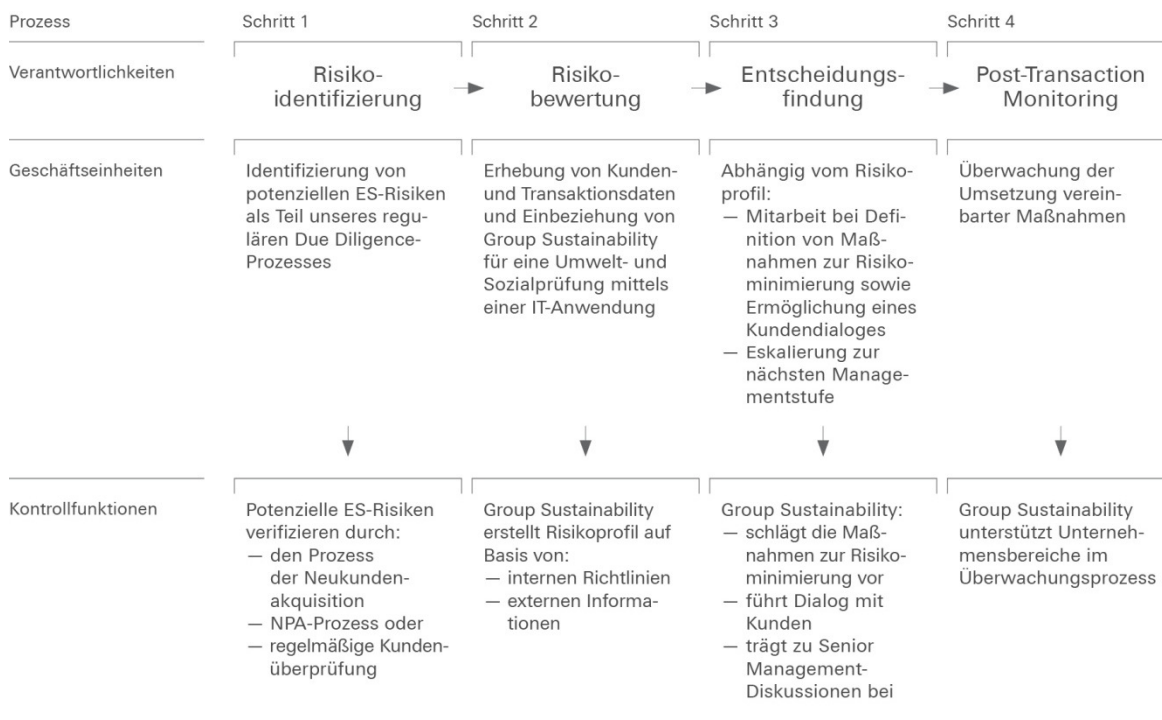 Prozess
Schritt 1
Schritt 2
Schritt 3
Schritt 4
Verantwortlichkeiten
Risiko-
identifizierung
Risiko-
bewertung
Entscheidungs-
findung
Post-Transaction
Monitoring
Geschäftseinheiten
Identifizierung von
potenziellen ES-Risiken
als Teil unseres regu-
lären Due Diligence-
Prozesses
Erhebung von Kunden-
und Transaktionsdaten
und Einbeziehung von
Group Sustainability
für eine Umwelt- und
Sozialprüfung mittels
einer IT-Anwendung
Abhängig vom Risiko-
profil:
— Mitarbeit bei Defi-
nition von Maß-
nahmen zur Risiko-
minimierung sowie
Ermöglichung eines
Kundendialoges
— Eskalierung zur
nächsten Manage-
mentstufe
Überwachung der
Umsetzung verein-
barter Maßnahmen
Kontrollfunktionen
Potenzielle ES-Risiken
verifizieren durch:
— den Prozess
der Neukunden-
akquisition
— NPA-Prozess oder
— regelmäßige Kunden-
überprüfung
Group Sustainability
erstellt Risikoprofil auf
Basis von:
— internen Richtlinien
— externen Informa-
tionen
Group Sustainability:
— schlägt die Maß-
nahmen zur Risiko-
minimierung vor
— führt Dialog mit
Kunden
— trägt zu Senior
Management-
Diskussionen bei
Group Sustainability
unterstützt Unterneh-
mensbereiche im
Überwachungsprozess